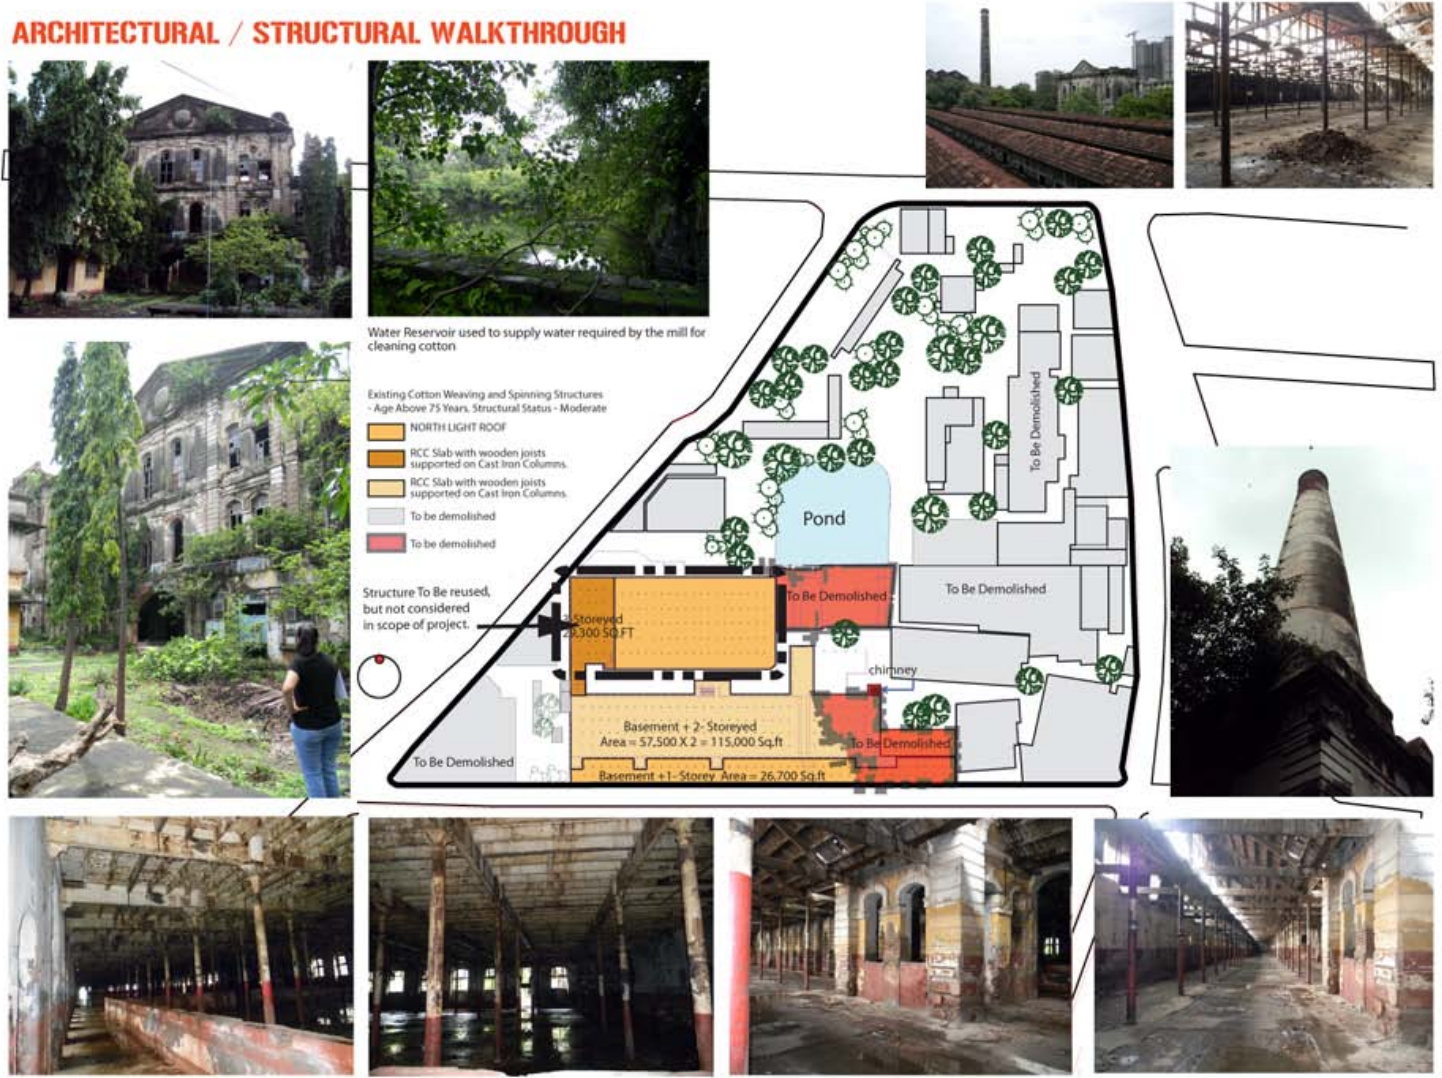 ARCHITECTURAL / STRUCTURAL WALKTHROUGH
Water Reservoir used to supply water required by the mill for
cleaning cotton
Existing Cotton Weaving and Spinning Structures
- Age Above 75 Years. Structural Status - Moderate
NORTH LIGHT ROOF
RCC Slab with wooden joists
supported on Cast Iron Columns.
RCC Slab with wooden joists
supported on Cast Iron Columns.
To be demolished
To be demolished
Structure To Be reused,
but not considered
in scope of project.
To Be Demolished
Pond
To Be Demolished
To Be Demolished
Storeyed
29,300 SQ.FT
chimney
Basement + 2- Storeyed
Area = 57,500 X 2 = 115,000 Sq.ft
To Be Demolished
To Be Demolished
Basement +1- Storey Area = 26,700 Sq.ft